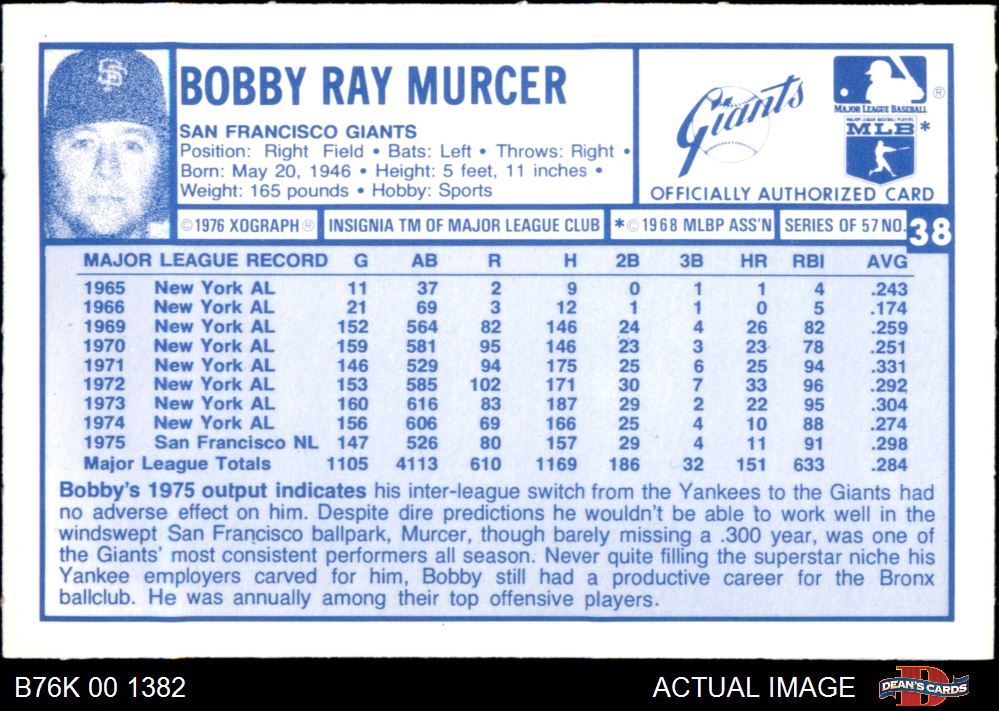 SF
BOBBY RAY MURCER
SAN FRANCISCO GIANTS
Position: Right Field • Bats: Left • Throws: Right •
Born: May 20, 1946 • Height: 5 feet, 11 inches •
Weight: 165 pounds • Hobby: Sports
Giants
MAJOR LEAGUE BASEBALL ®
MAJOR LEAGUE BASEBALL PLAYERS
MLB *
OFFICIALLY AUTHORIZED CARD
© 1976 XOGRAPH ® INSIGNIA TM OF MAJOR LEAGUE CLUB *© 1968 MLBP ASS'N SERIES OF 57 NO. 38
MAJOR LEAGUE RECORD G AB R H 2B 3B HR RBI AVG
1965 New York AL 11 37 2 9 0 1 1 4 .243
1966 New York AL 21 69 3 12 1 1 0 5 .174
1969 New York AL 152 564 82 146 24 4 26 82 .259
1970 New York AL 159 581 95 146 23 3 23 78 .251
1971 New York AL 146 529 94 175 25 6 25 94 .331
1972 New York AL 153 585 102 171 30 7 33 96 .292
1973 New York AL 160 616 83 187 29 2 22 95 .304
1974 New York AL 156 606 69 166 25 4 10 88 .274
1975 San Francisco NL 147 526 80 157 29 4 11 91 .298
Major League Totals 1105 4113 610 1169 186 32 151 633 .284
Bobby's 1975 output indicates his inter-league switch from the Yankees to the Giants had
no adverse effect on him. Despite dire predictions he wouldn't be able to work well in the
windswept San Francisco ballpark, Murcer, though barely missing a .300 year, was one of
the Giants' most consistent performers all season. Never quite filling the superstar niche his
Yankee employers carved for him, Bobby still had a productive career for the Bronx
ballclub. He was annually among their top offensive players.
B76K 00 1382
ACTUAL IMAGE
D
DEAN'S CARDS